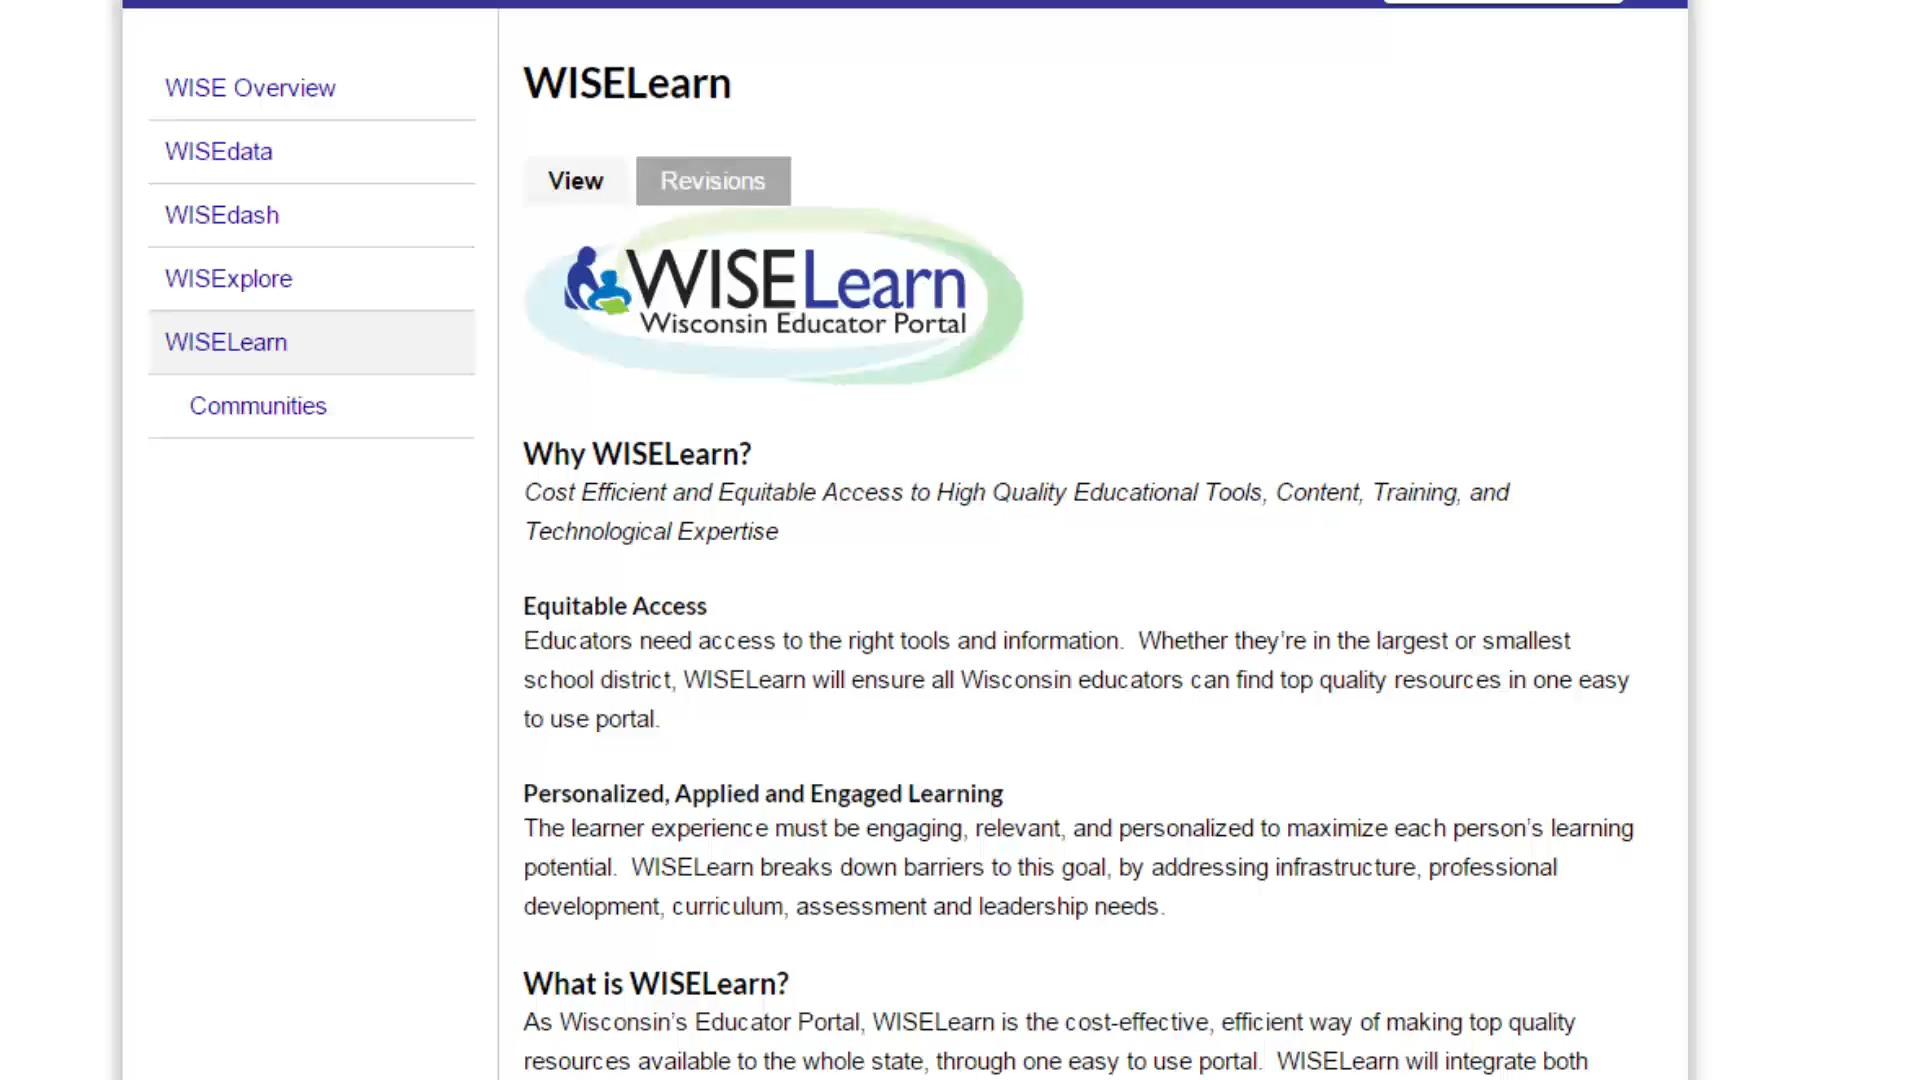 WISE Overview
WISEdata
WISEdash
WISExplore
WISELearn
Communities
WISELearn
View
Revisions
WISELearn
Wisconsin Educator Portal
Why WISELearn?
Cost Efficient and Equitable Access to High Quality Educational Tools, Content, Training, and
Technological Expertise
Equitable Access
Educators need access to the right tools and information.  Whether they're in the largest or smallest
school district, WISELearn will ensure all Wisconsin educators can find top quality resources in one easy
to use portal.
Personalized, Applied and Engaged Learning
The learner experience must be engaging, relevant, and personalized to maximize each person's learning
potential.  WISELearn breaks down barriers to this goal, by addressing infrastructure, professional
development, curriculum, assessment and leadership needs.
What is WISELearn?
As Wisconsin's Educator Portal, WISELearn is the cost-effective, efficient way of making top quality
resources available to the whole state, through one easy to use portal.  WISELearn will integrate both